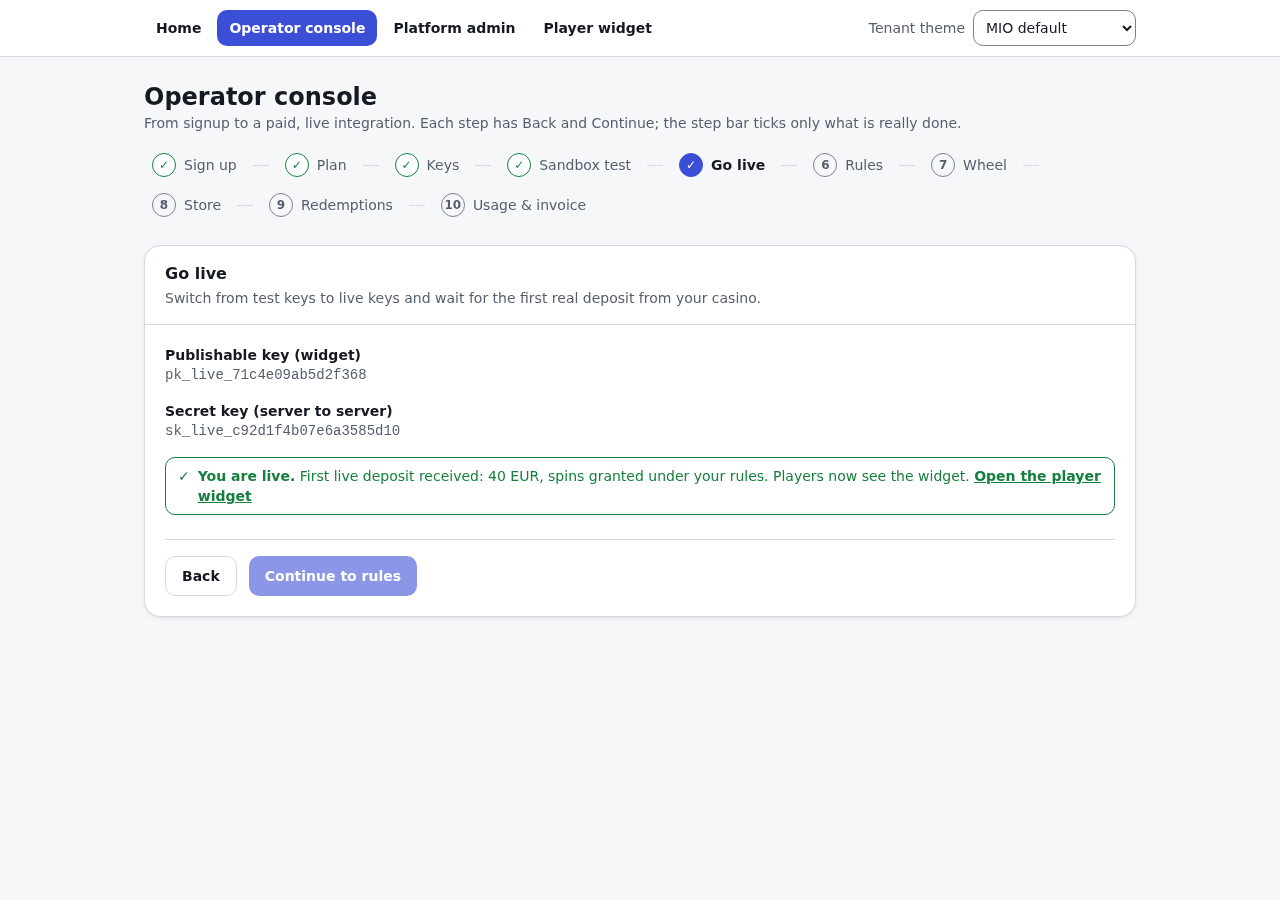 Home Operator console Platform admin Player widget Tenant theme MIO default
Operator console
From signup to a paid, live integration. Each step has Back and Continue; the step bar ticks only what is really done.
✓ Sign up ✓ Plan ✓ Keys ✓ Sandbox test ✓ Go live 6 Rules 7 Wheel
8 Store 9 Redemptions 10 Usage & invoice
Go live
Switch from test keys to live keys and wait for the first real deposit from your casino.
Publishable key (widget)
pk_live_71c4e09ab5d2f368
Secret key (server to server)
sk_live_c92d1f4b07e6a3585d10
✓ You are live. First live deposit received: 40 EUR, spins granted under your rules. Players now see the widget. Open the player
widget
Back Continue to rules